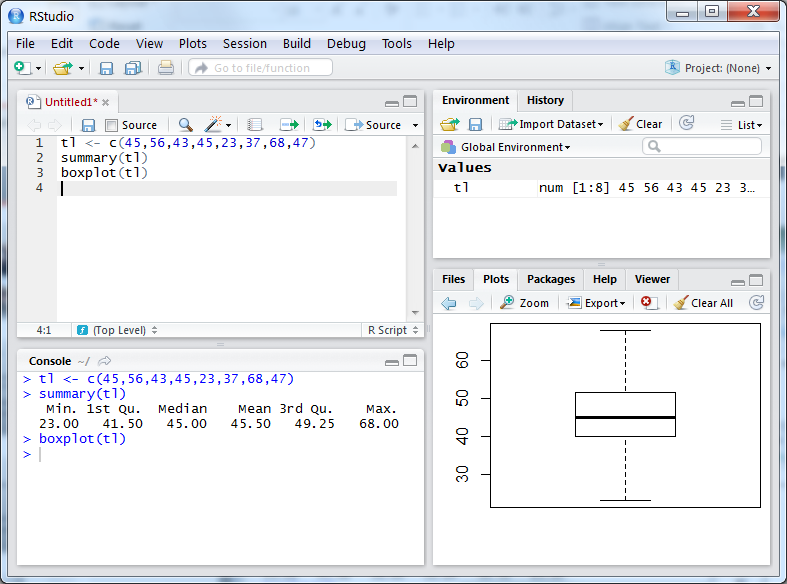 RStudio
File Edit Code View Plots Session Build Debug Tools Help
Go to file/function
Project: (None)
Untitled1*
Source Source
1 tl <- c(45,56,43,45,23,37,68,47)
2 summary(tl)
3 boxplot(tl)
4
4:1 (Top Level) R Script
Console ~/
> tl <- c(45,56,43,45,23,37,68,47)
> summary(tl)
Min. 1st Qu. Median Mean 3rd Qu. Max.
23.00 41.50 45.00 45.50 49.25 68.00
> boxplot(tl)
>
Environment History
Import Dataset Clear List
Global Environment
Values
tl num [1:8] 45 56 43 45 23 3...
Files Plots Packages Help Viewer
Zoom Export Clear All
60
50
40
30